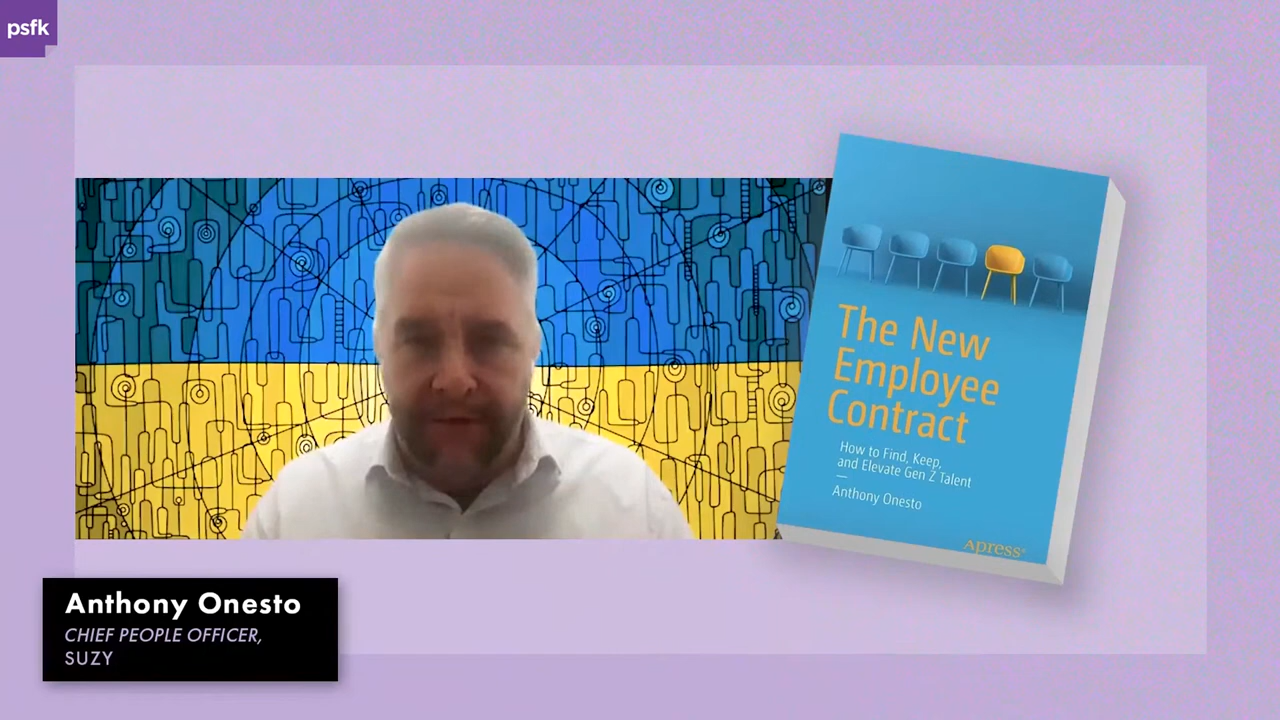 psfk
The New
Employee
Contract
How to Find, Keep,
and Elevate Gen Z Talent
—
Anthony Onesto
Apress®
Anthony Onesto
CHIEF PEOPLE OFFICER,
SUZY